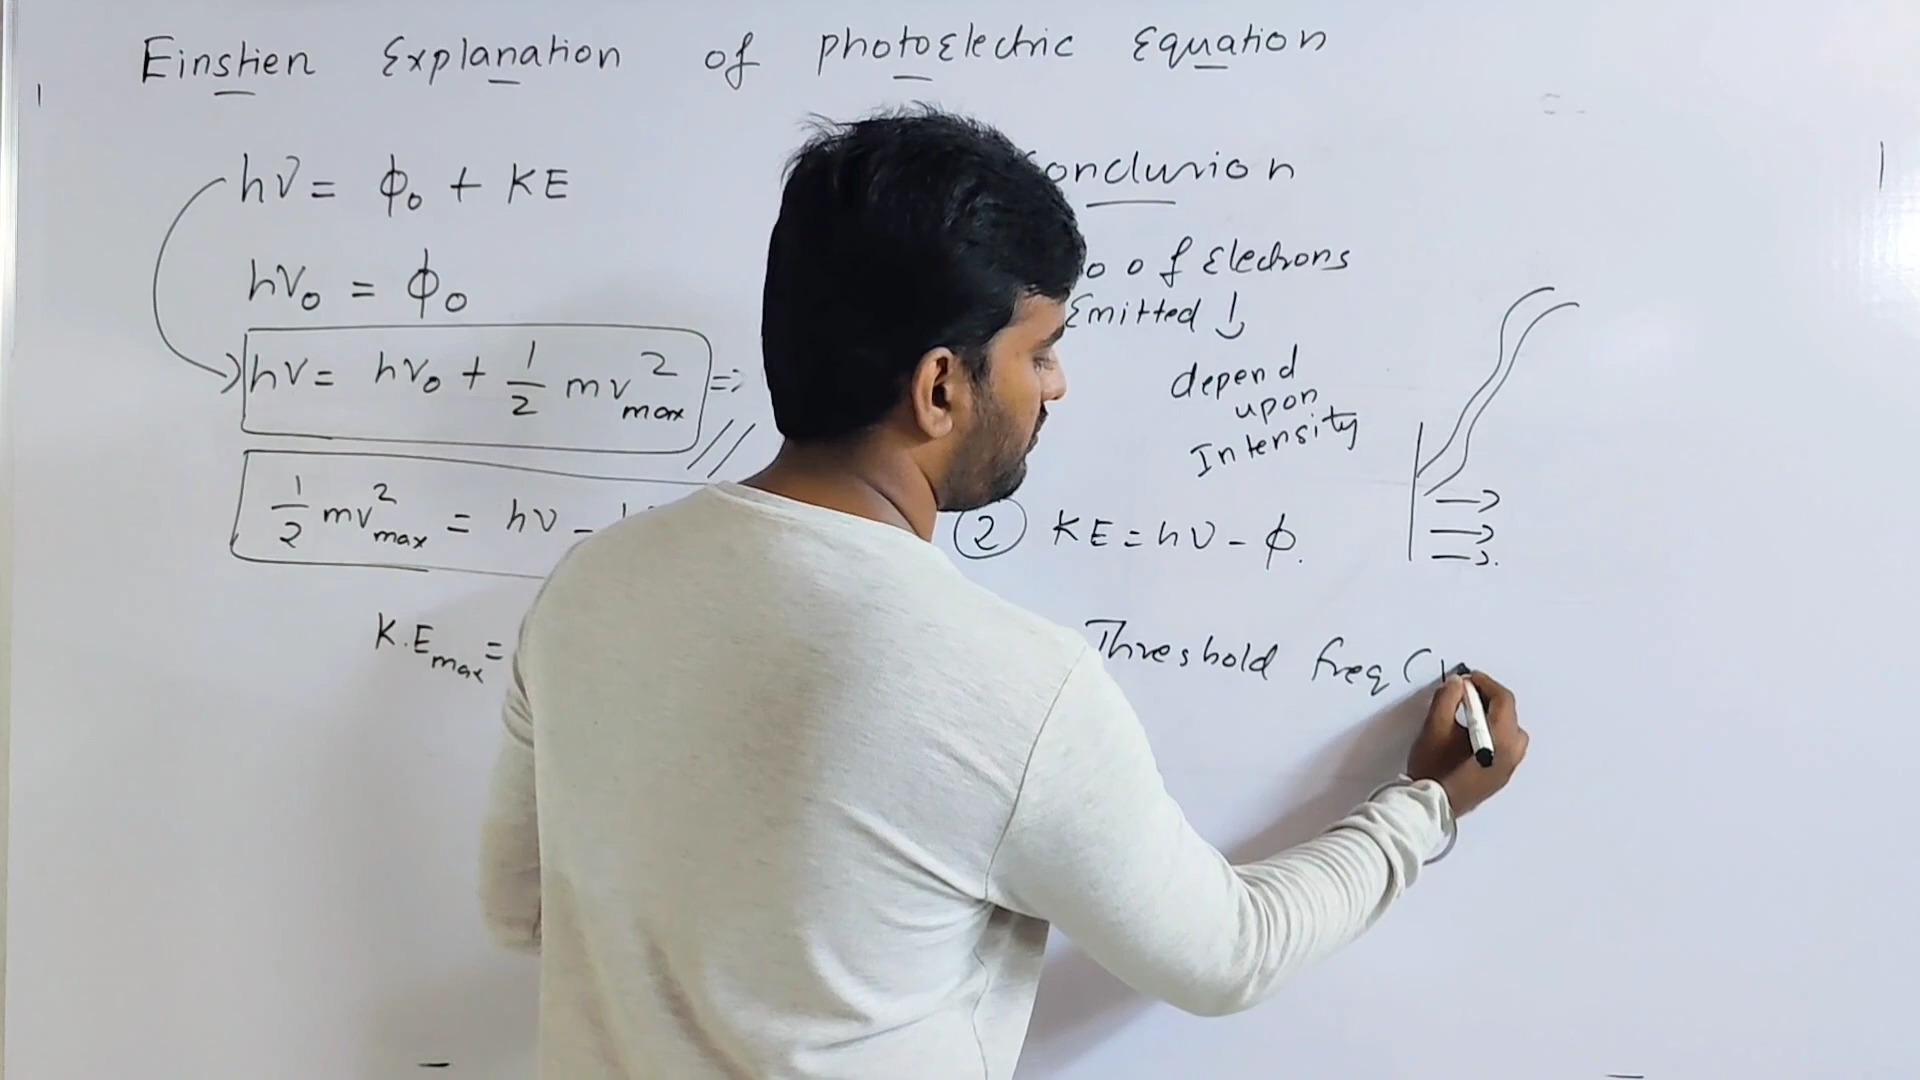 Einstien Explanation of photoElectric Equation
hν = ϕ₀ + KE
hν₀ = ϕ₀
hν = hν₀ + 1/2 mv²max =>
1/2 mv²max = hν -
K.Emax =
of Electrons
Emitted
depend
upon
Intensity
② KE = hν - ϕ.
Threshold freq (